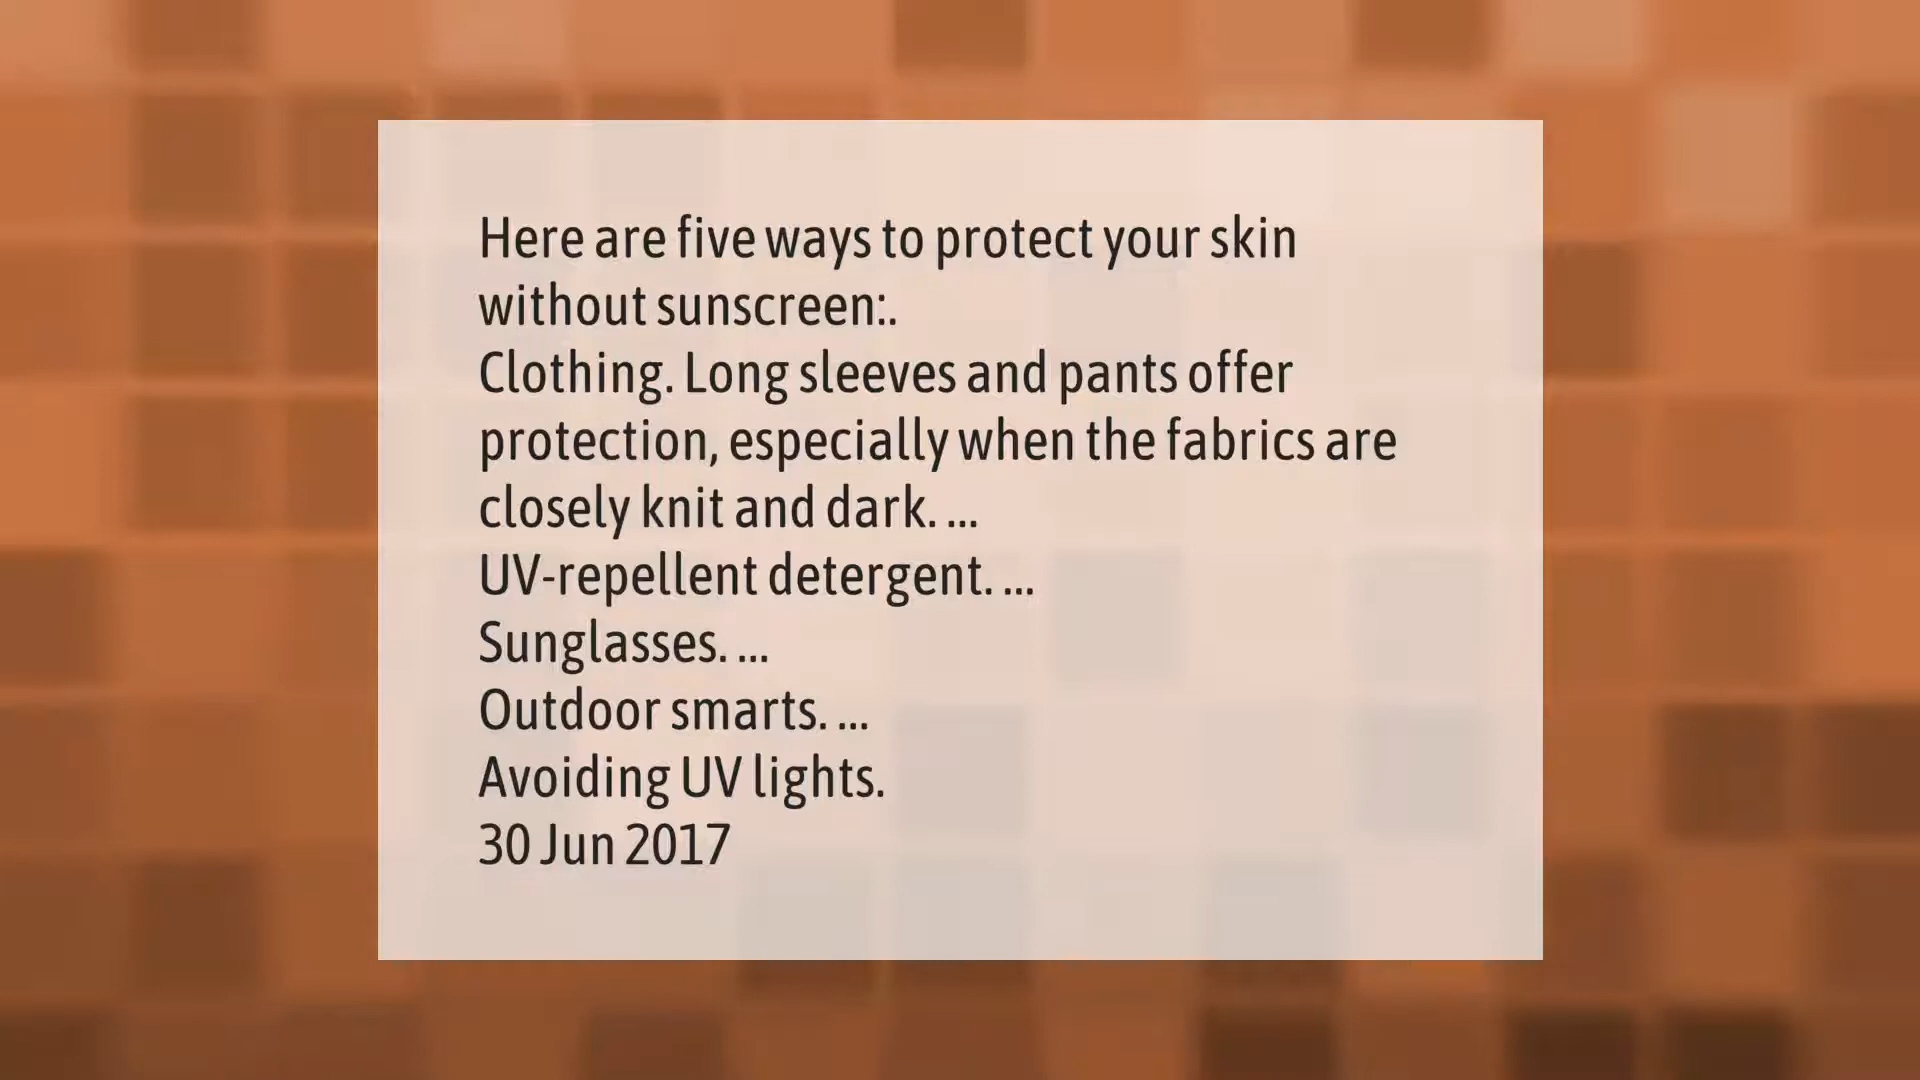 Here are five ways to protect your skin
without sunscreen:.
Clothing. Long sleeves and pants offer
protection, especially when the fabrics are
closely knit and dark. ...
UV-repellent detergent. ...
Sunglasses. ...
Outdoor smarts. ...
Avoiding UV lights.
30 Jun 2017